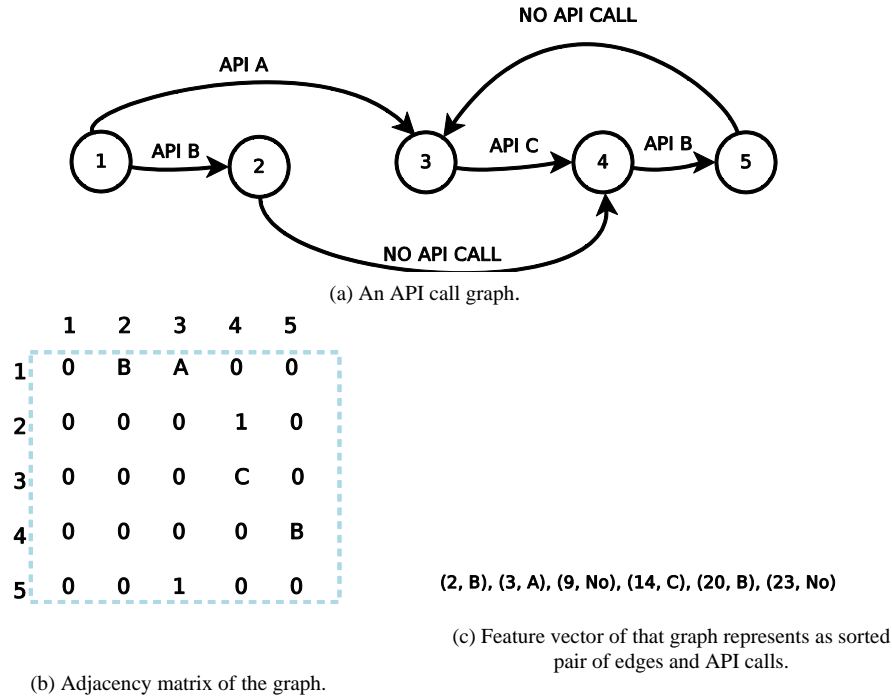 NO API CALL
API A
API B
API C
API B
1
2
3
4
5
NO API CALL
(a) An API call graph.
1 2 3 4 5
1 0 B A 0 0
2 0 0 0 1 0
3 0 0 0 C 0
4 0 0 0 0 B
5 0 0 1 0 0
(2, B), (3, A), (9, No), (14, C), (20, B), (23, No)
(c) Feature vector of that graph represents as sorted
pair of edges and API calls.
(b) Adjacency matrix of the graph.